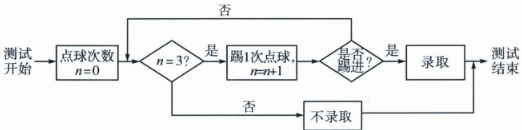 否
测试
开始
点球次数
n=0
n=3?
是
踢1次点球，
n=n+1
是否
踢进?
是
录取
测试
结束
否
不录取